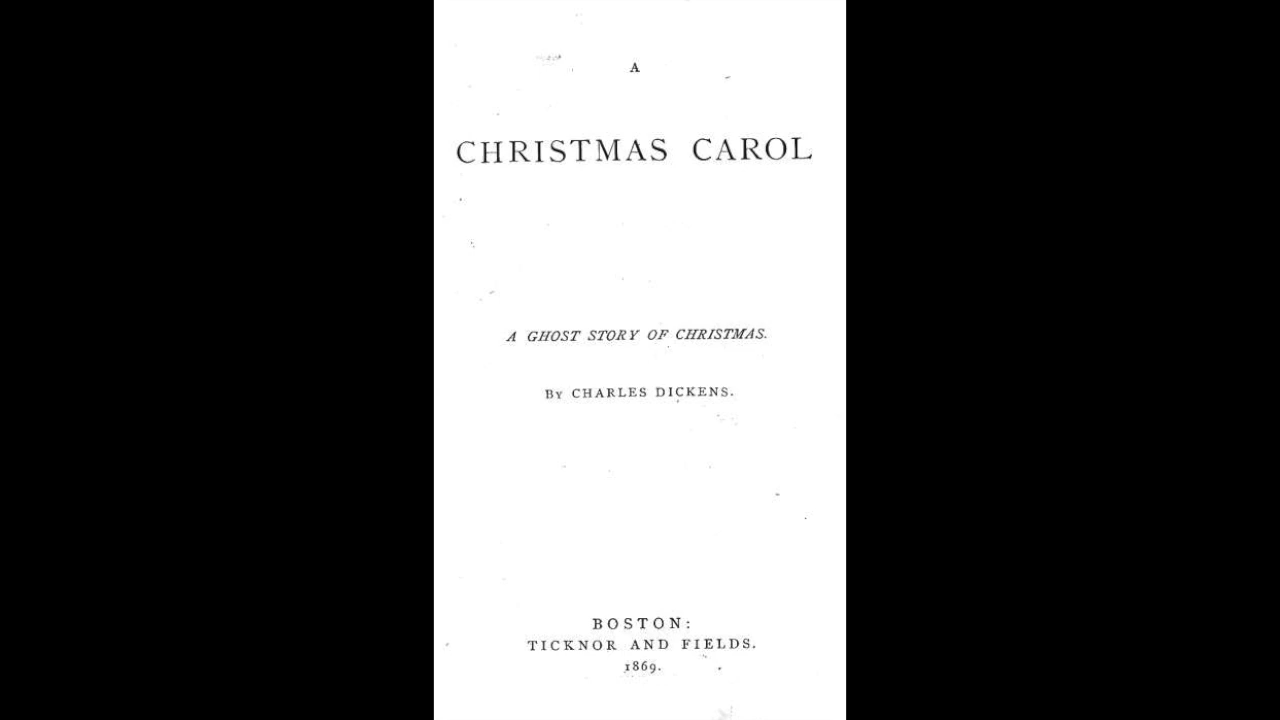 A
CHRISTMAS CAROL
A GHOST STORY OF CHRISTMAS.
By CHARLES DICKENS.
BOSTON:
TICKNOR AND FIELDS.
1869.